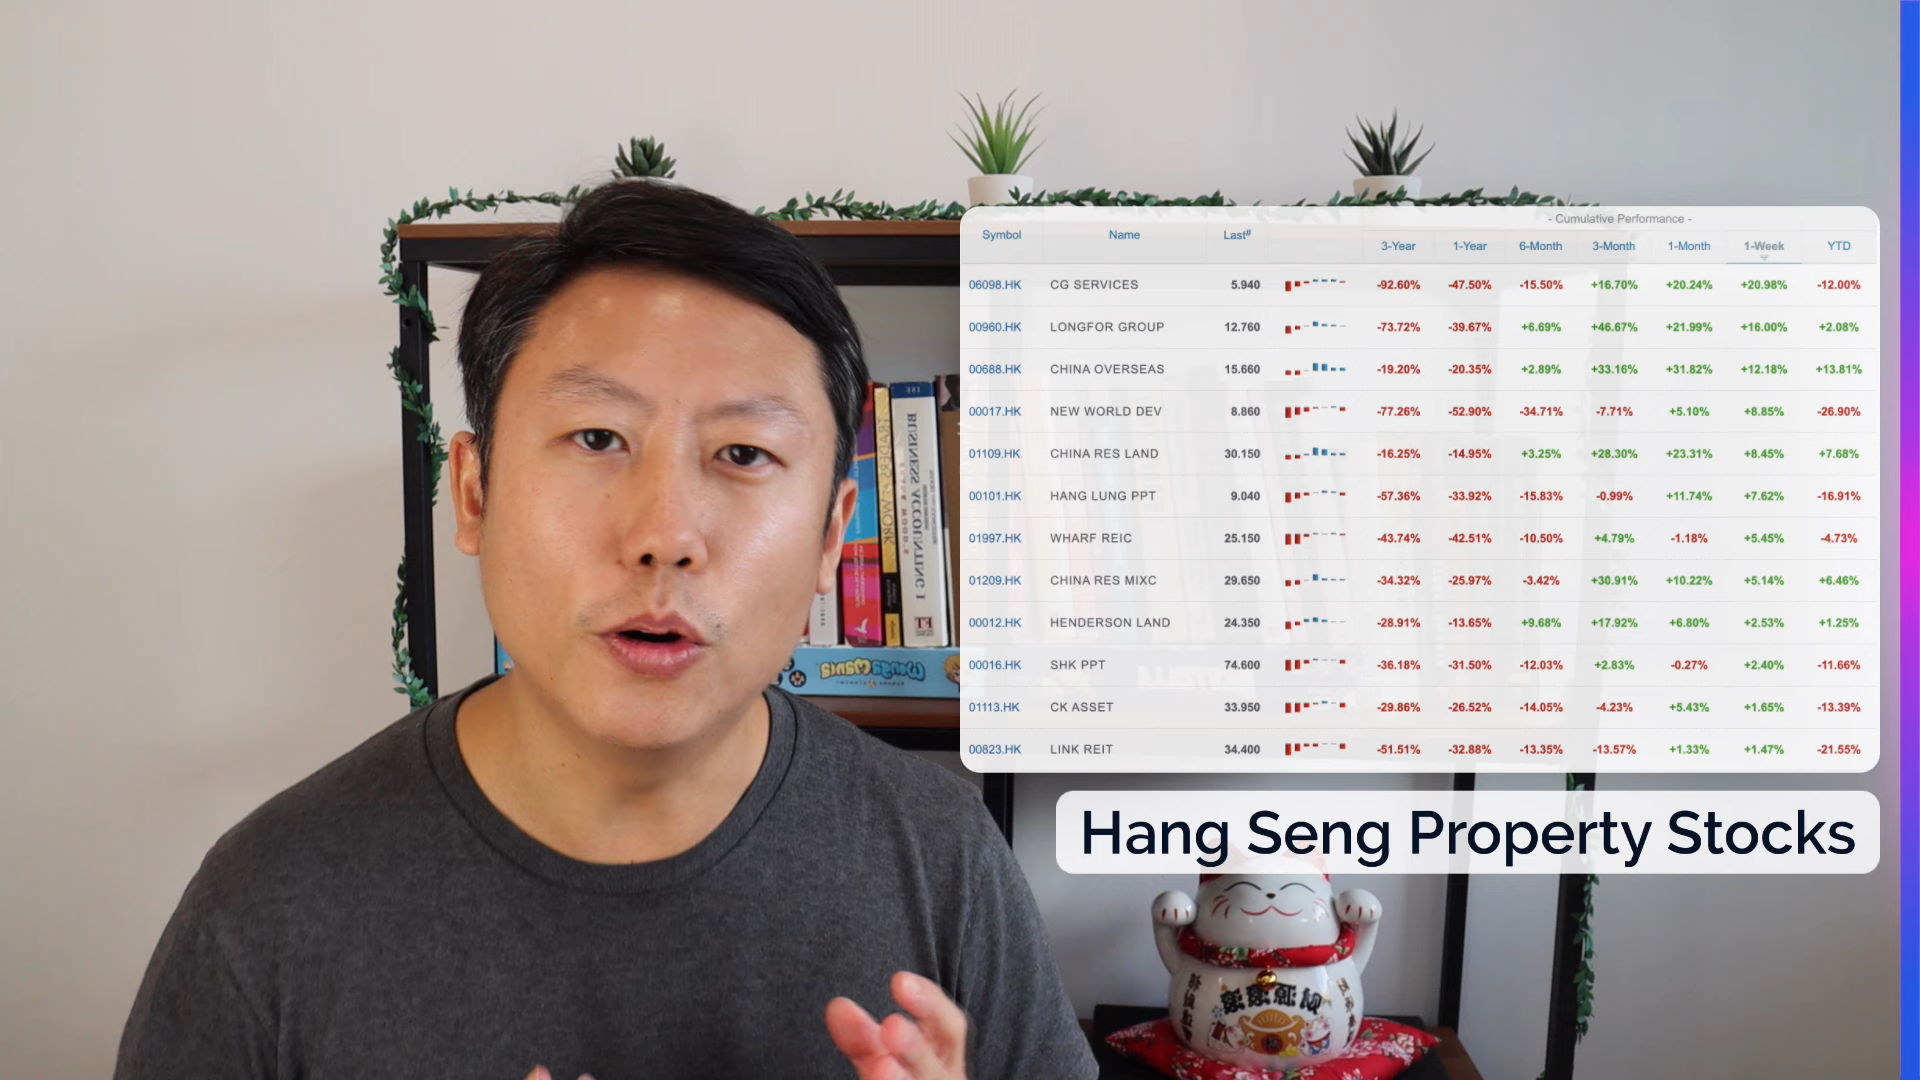 - Cumulative Performance -
Symbol Name Last# 3-Year 1-Year 6-Month 3-Month 1-Month 1-Week YTD
06098.HK CG SERVICES 5.940 -92.60% -47.50% -15.50% +16.70% +20.24% +20.98% -12.00%
00960.HK LONGFOR GROUP 12.760 -73.72% -39.67% +6.69% +46.67% +21.99% +16.00% +2.08%
00688.HK CHINA OVERSEAS 15.660 -19.20% -20.35% +2.89% +33.16% +31.82% +12.18% +13.81%
00017.HK NEW WORLD DEV 8.860 -77.26% -52.90% -34.71% -7.71% +5.10% +8.85% -26.90%
01109.HK CHINA RES LAND 30.150 -16.25% -14.95% +3.25% +28.30% +23.31% +8.45% +7.68%
00101.HK HANG LUNG PPT 9.040 -57.36% -33.92% -15.83% -0.99% +11.74% +7.62% -16.91%
01997.HK WHARF REIC 25.150 -43.74% -42.51% -10.50% +4.79% -1.18% +5.45% -4.73%
01209.HK CHINA RES MIXC 29.650 -34.32% -25.97% -3.42% +30.91% +10.22% +5.14% +6.46%
00012.HK HENDERSON LAND 24.350 -28.91% -13.65% +9.68% +17.92% +6.80% +2.53% +1.25%
00016.HK SHK PPT 74.600 -36.18% -31.50% -12.03% +2.83% -0.27% +2.40% -11.66%
01113.HK CK ASSET 33.950 -29.86% -26.52% -14.05% -4.23% +5.43% +1.65% -13.39%
00823.HK LINK REIT 34.400 -51.51% -32.88% -13.35% -13.57% +1.33% +1.47% -21.55%
Hang Seng Property Stocks
BUSINESS ACCOUNTING 1
FT
Manga Mania